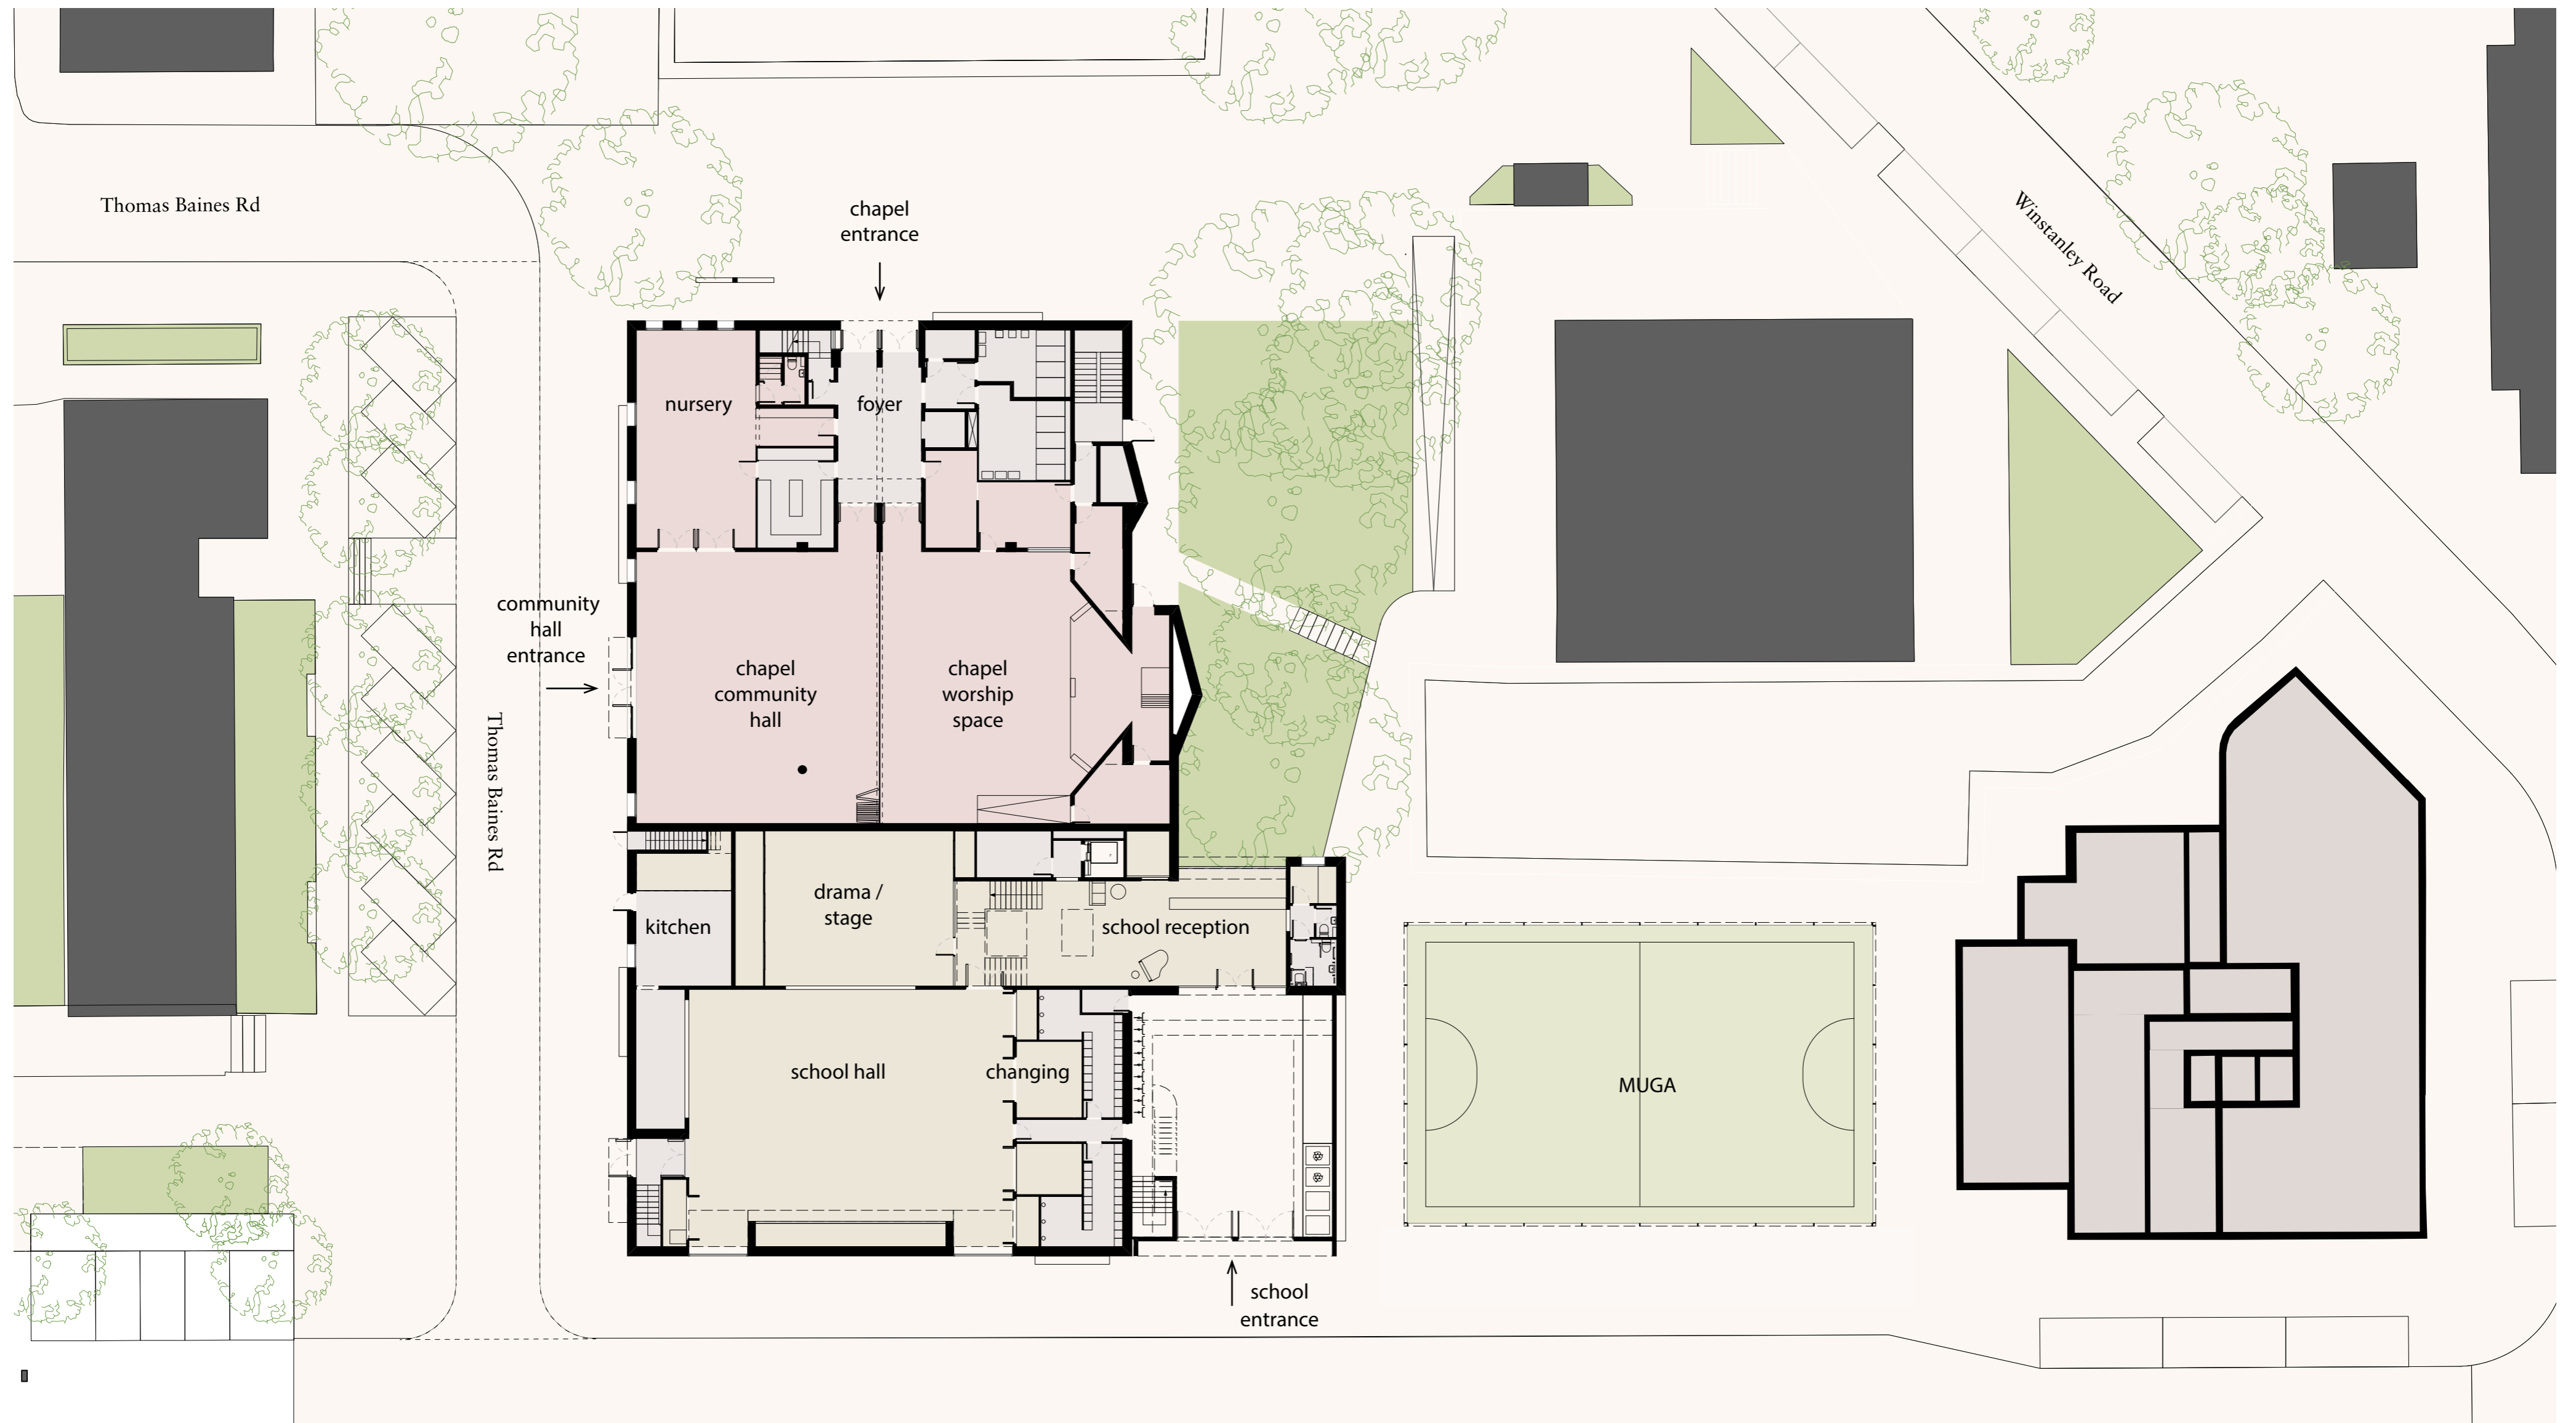 Thomas Baines Rd
Winstanley Road
chapel
entrance
nursery
foyer
community
hall
entrance
chapel
community
hall
chapel
worship
space
Thomas Baines Rd
drama /
stage
kitchen
school reception
school hall
changing
MUGA
school
entrance